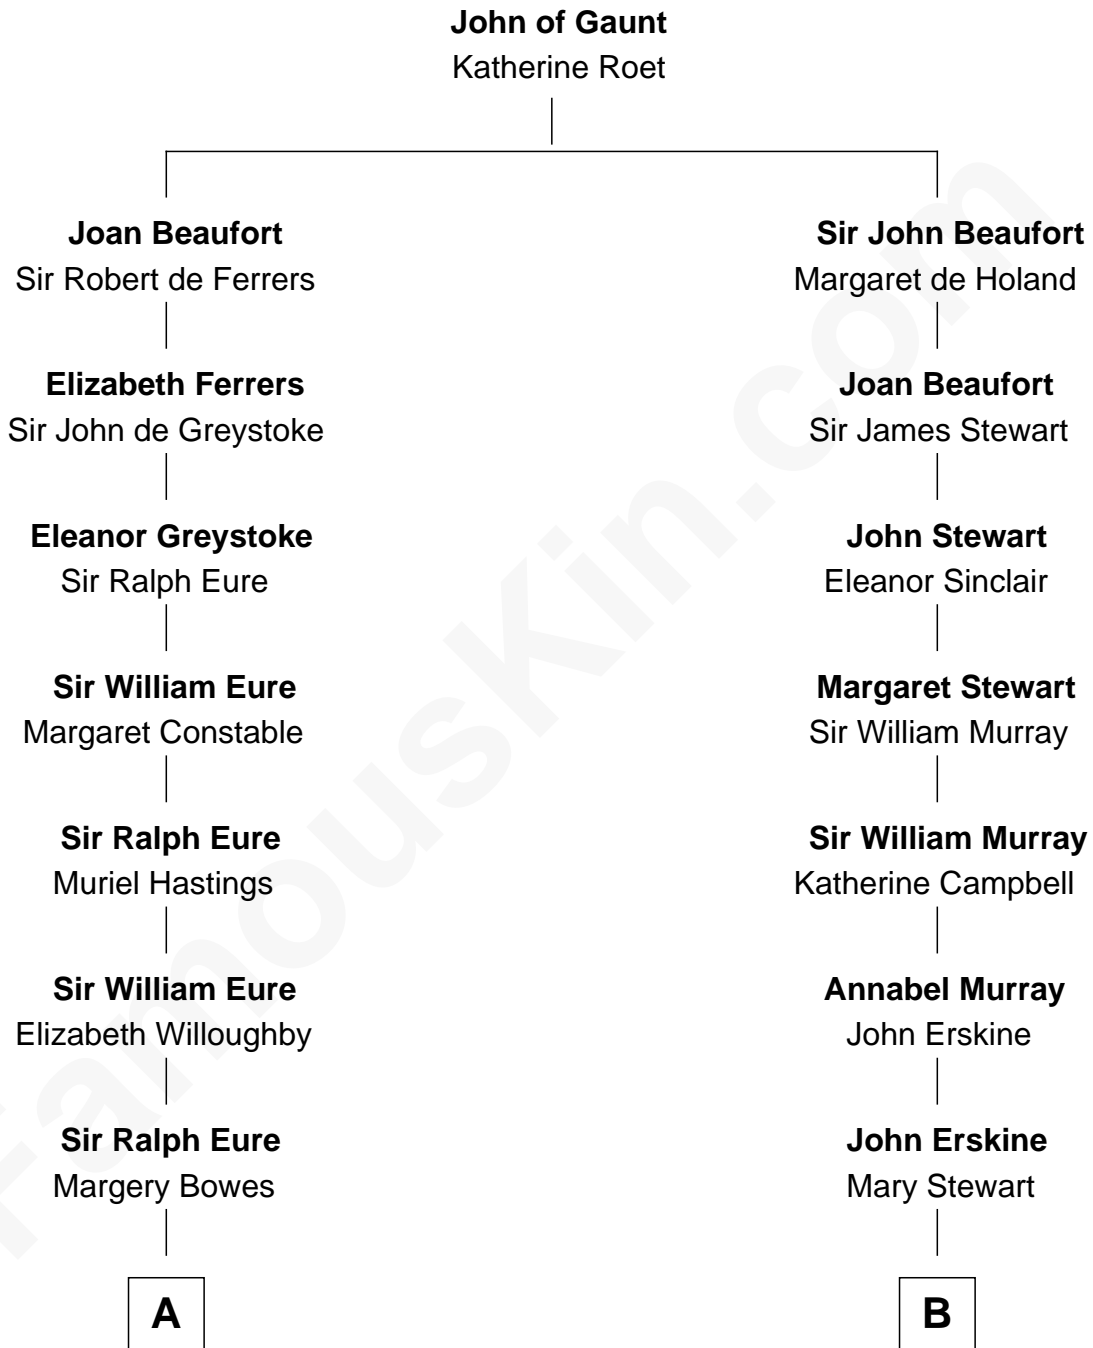 John of Gaunt
Katherine Roet
Joan Beaufort
Sir Robert de Ferrers
Elizabeth Ferrers
Sir John de Greystoke
Eleanor Greystoke
Sir Ralph Eure
Sir William Eure
Margaret Constable
Sir Ralph Eure
Muriel Hastings
Sir William Eure
Elizabeth Willoughby
Sir Ralph Eure
Margery Bowes
A
Sir John Beaufort
Margaret de Holand
Joan Beaufort
Sir James Stewart
John Stewart
Eleanor Sinclair
Margaret Stewart
Sir William Murray
Sir William Murray
Katherine Campbell
Annabel Murray
John Erskine
John Erskine
Mary Stewart
B
FamousKin.com